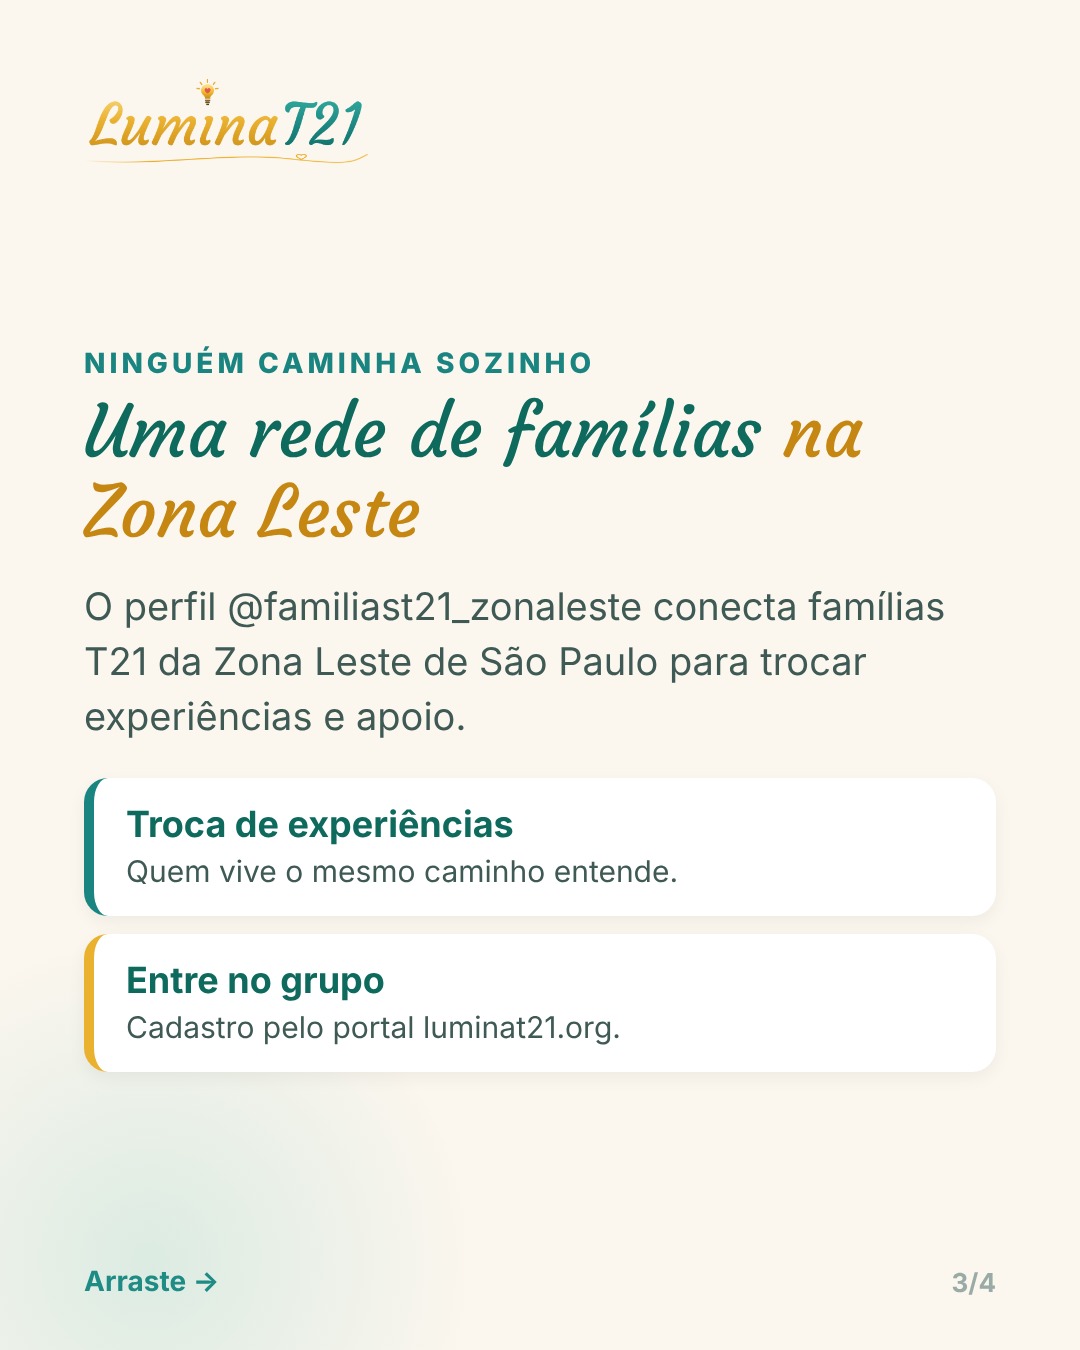 LuminaT21
NINGUÉM CAMINHA SOZINHO
Uma rede de famílias na
Zona Leste
O perfil @familiast21_zonaleste conecta famílias
T21 da Zona Leste de São Paulo para trocar
experiências e apoio.
Troca de experiências
Quem vive o mesmo caminho entende.
Entre no grupo
Cadastro pelo portal luminat21.org.
Arraste →
3/4